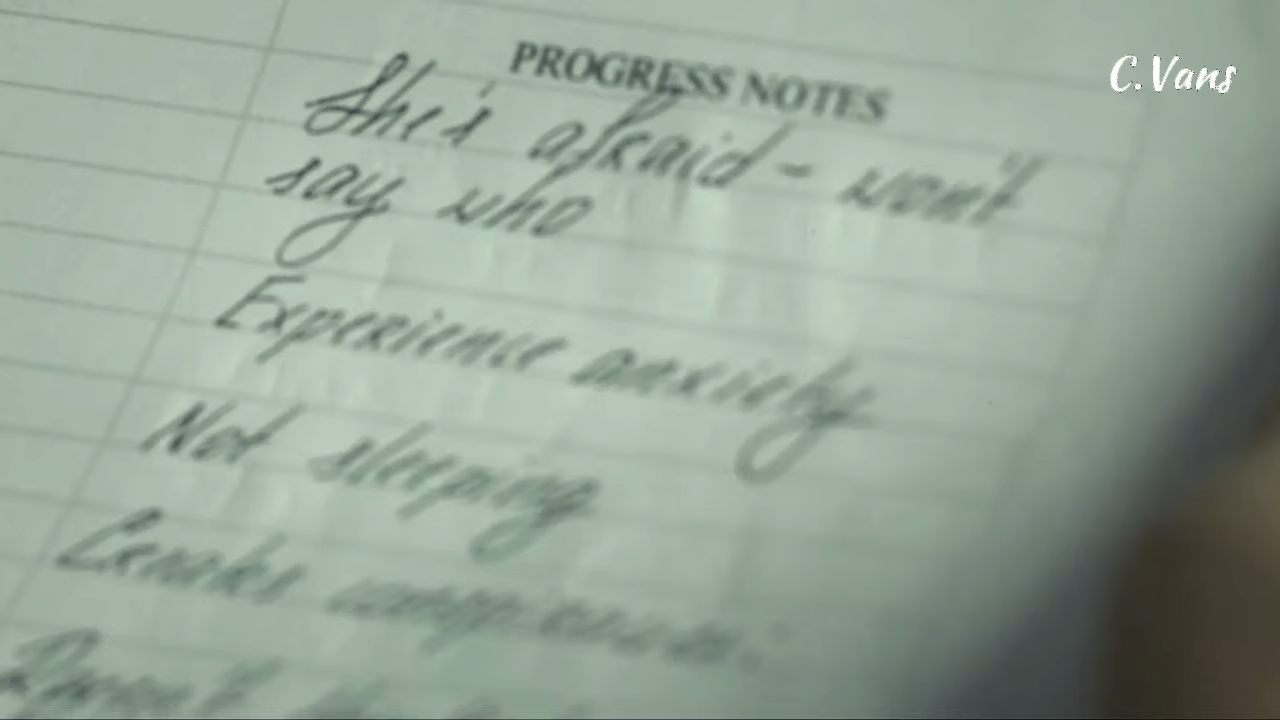 PROGRESS NOTES
C.Vans
She's afraid - won't
say who
Experience anxiety
Not sleeping